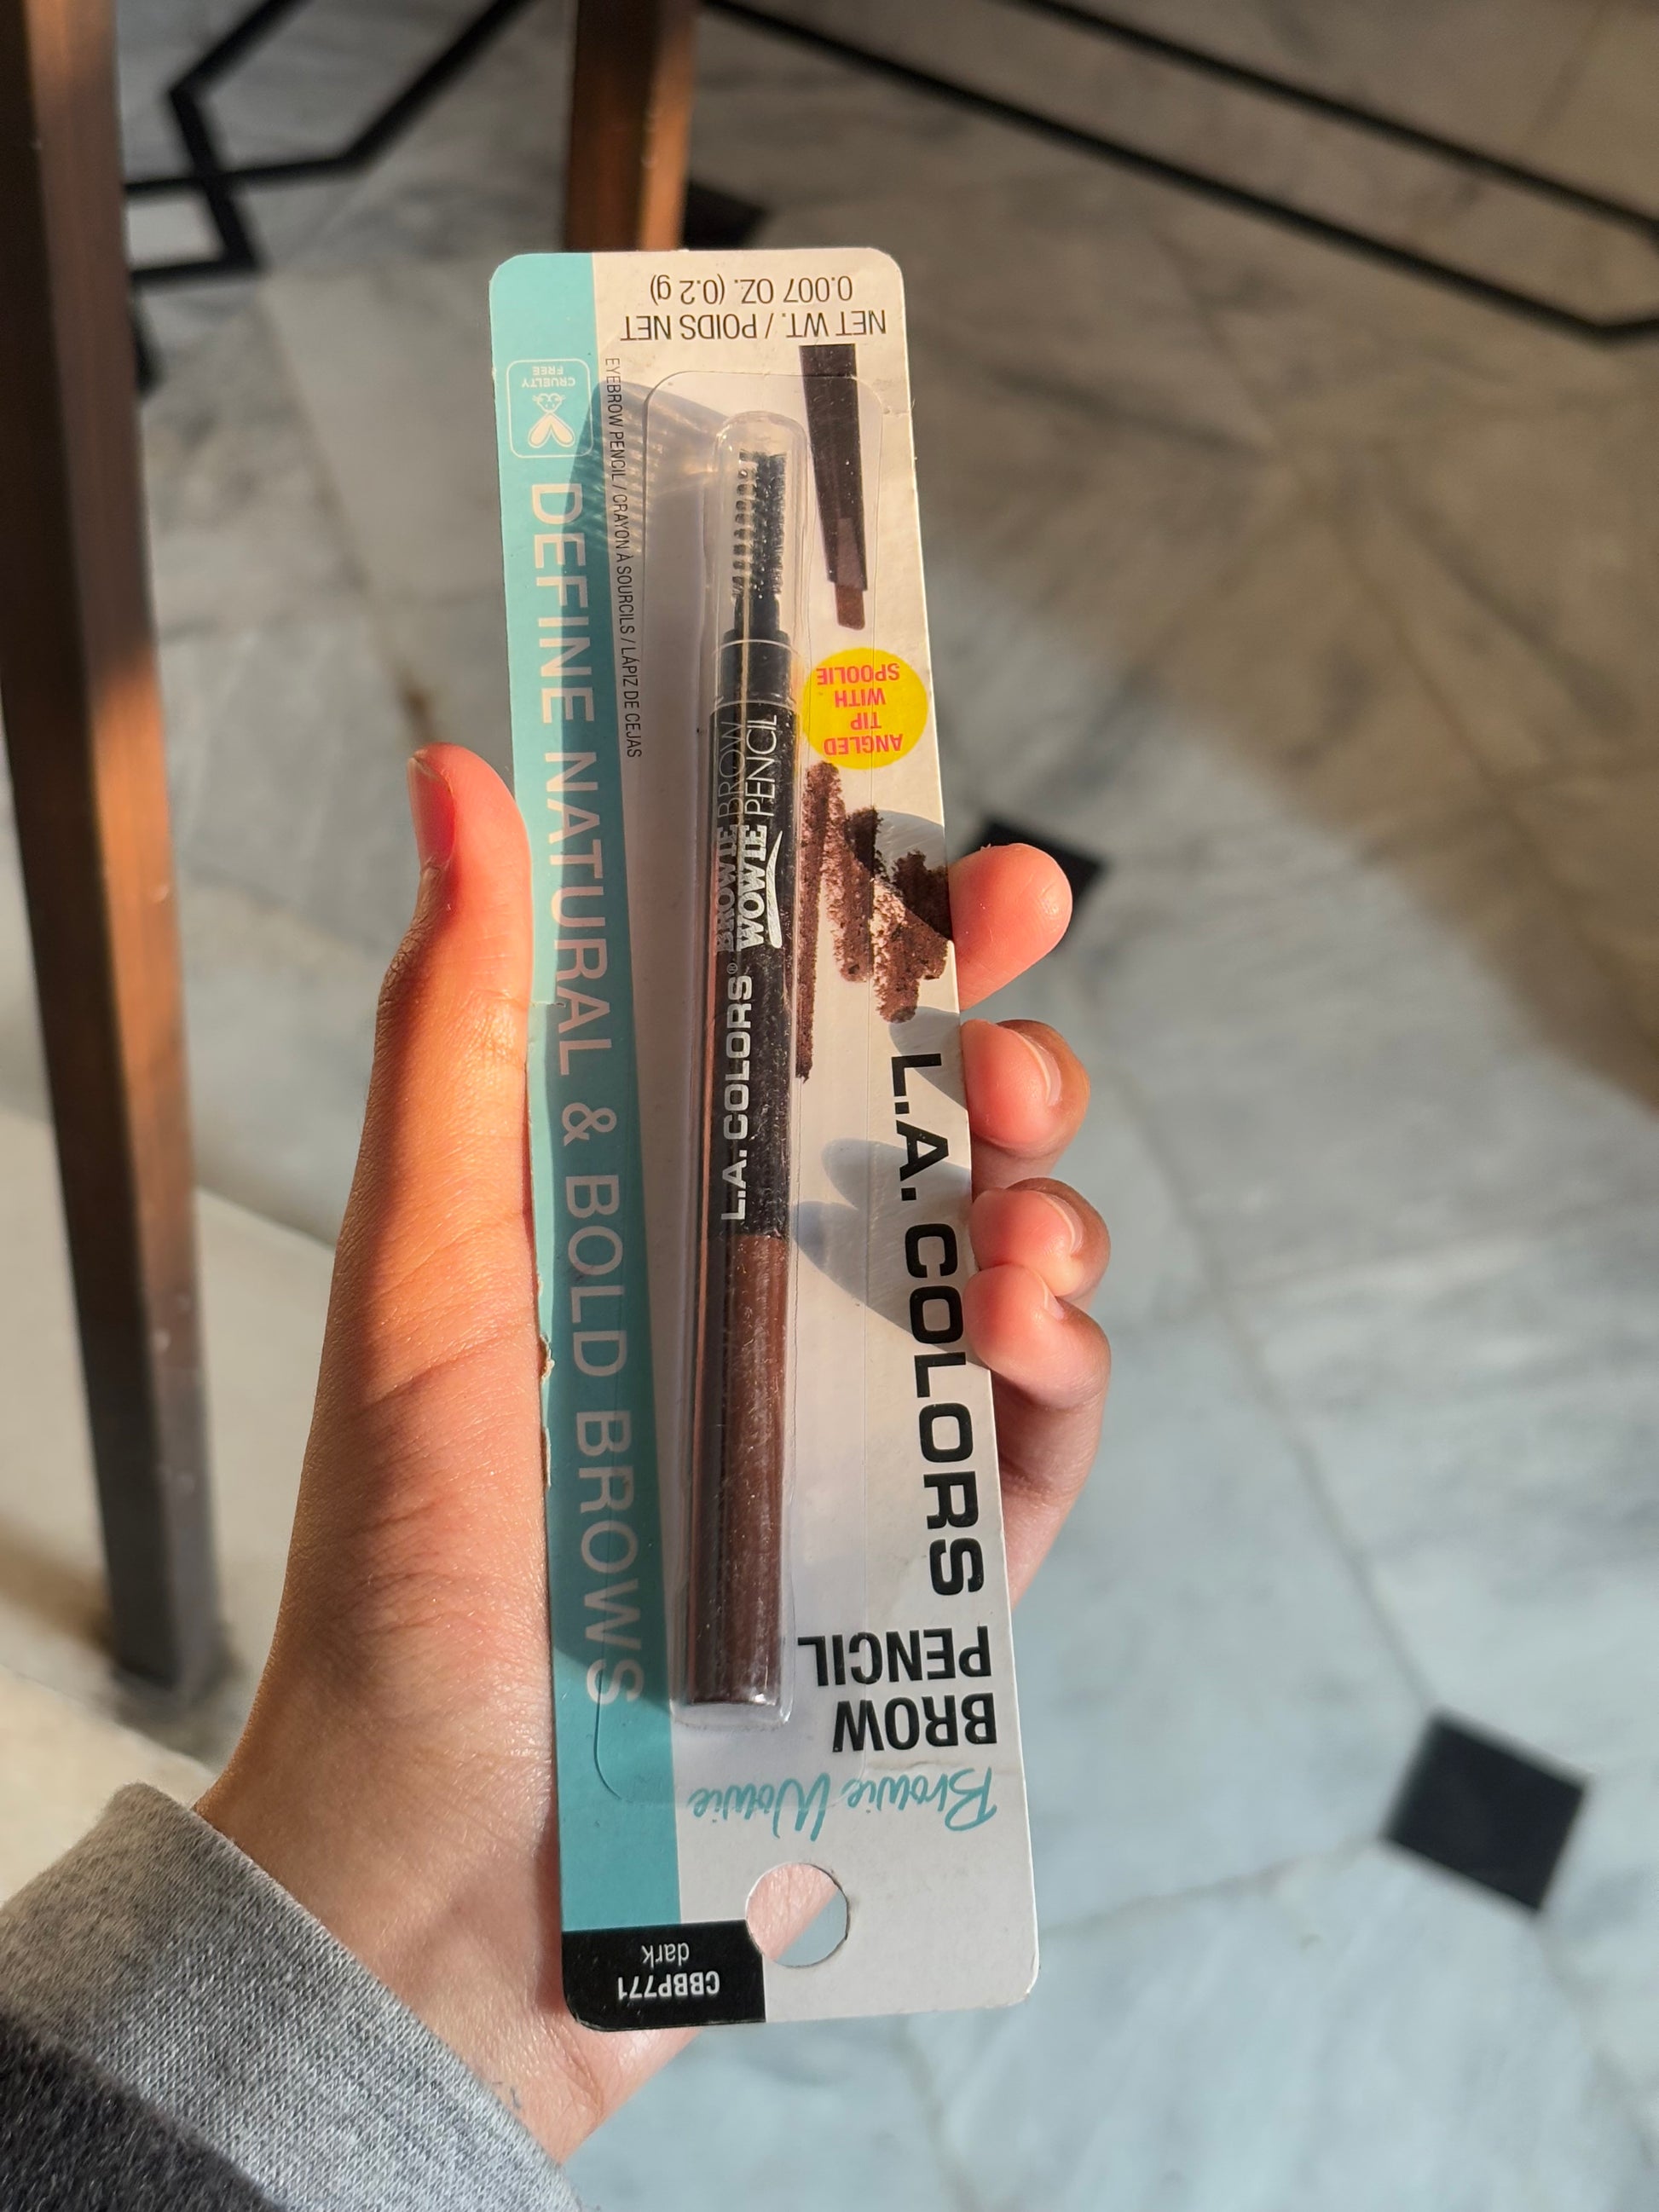 CBBP771
dark
Browie Wowie
BROW
PENCIL
L.A. COLORS
DEFINE NATURAL & BOLD BROWS
L.A. COLORS® BROWIE BROW
WOWIE PENCIL
ANGLED
TIP
WITH
SPOOLIE
EYEBROW PENCIL / CRAYON À SOURCILS / LÁPIZ DE CEJAS
CRUELTY
FREE
NET WT. / POIDS NET
0.007 OZ. (0.2 g)